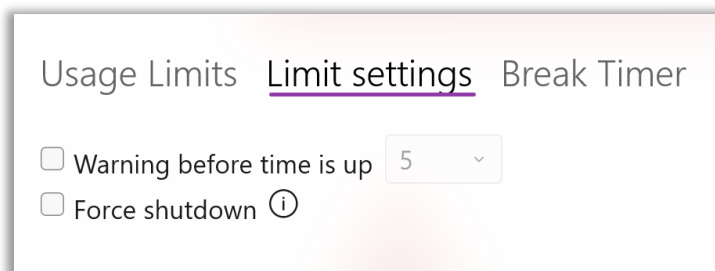 Usage Limits Limit settings Break Timer
Warning before time is up 5
Force shutdown